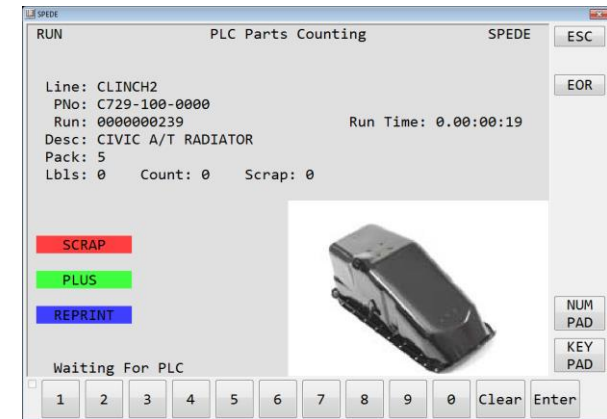 SPEDE
RUN PLC Parts Counting SPEDE
ESC
EOR
Line: CLINCH2
PNo: C729-100-0000
Run: 0000000239 Run Time: 0.00:00:19
Desc: CIVIC A/T RADIATOR
Pack: 5
Lbls: 0 Count: 0 Scrap: 0
SCRAP
PLUS
REPRINT
NUM
PAD
KEY
PAD
Waiting For PLC
1 2 3 4 5 6 7 8 9 0 Clear Enter